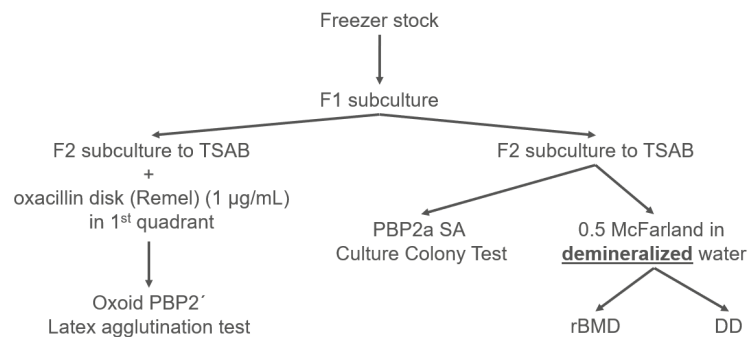 Freezer stock
F1 subculture
F2 subculture to TSAB
+
oxacillin disk (Remel) (1 µg/mL)
in 1st quadrant
Oxoid PBP2´
Latex agglutination test
F2 subculture to TSAB
PBP2a SA
Culture Colony Test
0.5 McFarland in
demineralized water
rBMD
DD